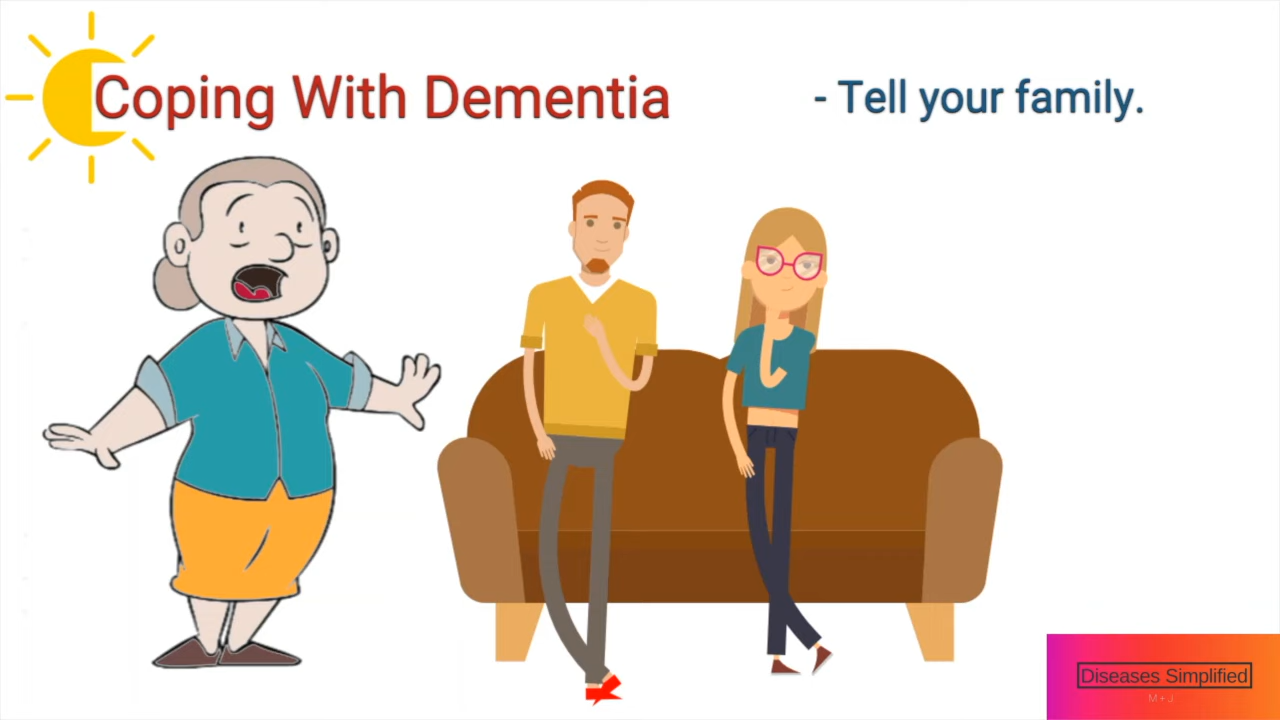 Coping With Dementia
- Tell your family.
Diseases Simplified
M + J